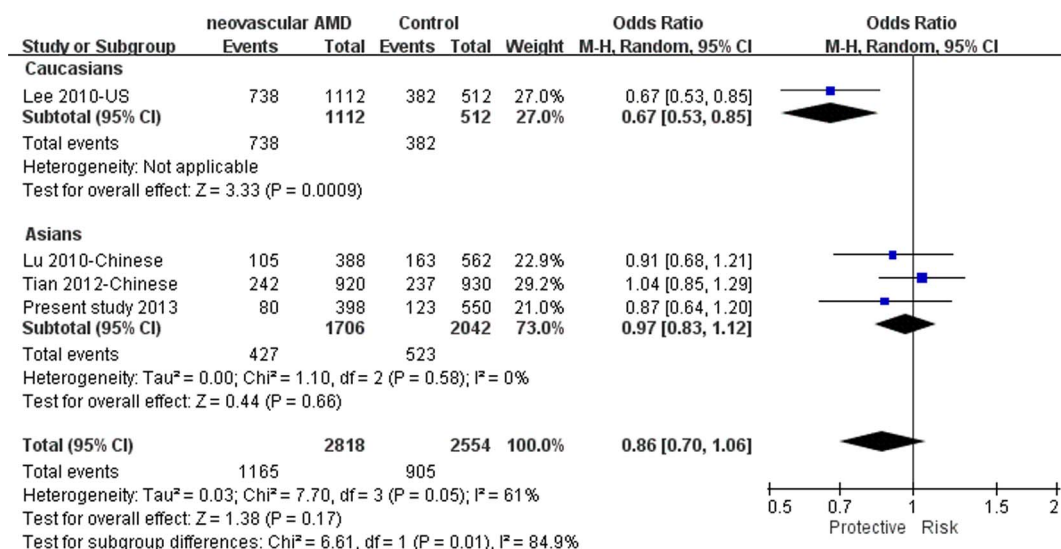 neovascular AMD Control Odds Ratio Odds Ratio
Study or Subgroup Events Total Events Total Weight M-H, Random, 95% CI M-H, Random, 95% CI
Caucasians
Lee 2010-US 738 1112 382 512 27.0% 0.67 [0.53, 0.85]
Subtotal (95% CI) 1112 512 27.0% 0.67 [0.53, 0.85]
Total events 738 382
Heterogeneity: Not applicable
Test for overall effect: Z = 3.33 (P = 0.0009)
Asians
Lu 2010-Chinese 105 388 163 562 22.9% 0.91 [0.68, 1.21]
Tian 2012-Chinese 242 920 237 930 29.2% 1.04 [0.85, 1.29]
Present study 2013 80 398 123 550 21.0% 0.87 [0.64, 1.20]
Subtotal (95% CI) 1706 2042 73.0% 0.97 [0.83, 1.12]
Total events 427 523
Heterogeneity: Tau² = 0.00; Chi² = 1.10, df = 2 (P = 0.58); I² = 0%
Test for overall effect: Z = 0.44 (P = 0.66)
Total (95% CI) 2818 2554 100.0% 0.86 [0.70, 1.06]
Total events 1165 905
Heterogeneity: Tau² = 0.03; Chi² = 7.70, df = 3 (P = 0.05); I² = 61%
Test for overall effect: Z = 1.38 (P = 0.17)
Test for subgroup differences: Chi² = 6.61, df = 1 (P = 0.01), I² = 84.9%
0.5 0.7 1 1.5 2
Protective Risk